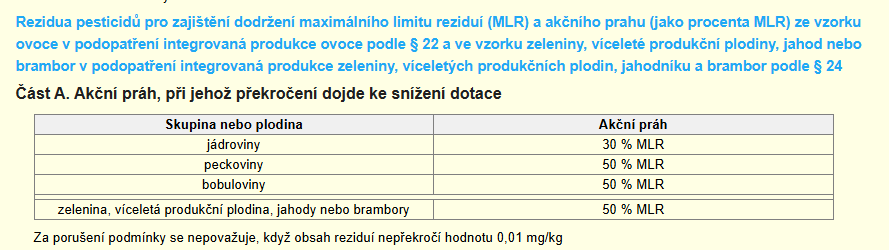 Rezidua pesticidů pro zajištění dodržení maximálního limitu reziduí (MLR) a akčního prahu (jako procenta MLR) ze vzorku
ovoce v podopatření integrovaná produkce ovoce podle § 22 a ve vzorku zeleniny, víceleté produkční plodiny, jahod nebo
brambor v podopatření integrovaná produkce zeleniny, víceletých produkčních plodin, jahodníku a brambor podle § 24
Část A. Akční práh, při jehož překročení dojde ke snížení dotace
Skupina nebo plodina Akční práh
jádroviny 30 % MLR
peckoviny 50 % MLR
bobuloviny 50 % MLR
zelenina, víceletá produkční plodina, jahody nebo brambory 50 % MLR
Za porušení podmínky se nepovažuje, když obsah reziduí nepřekročí hodnotu 0,01 mg/kg